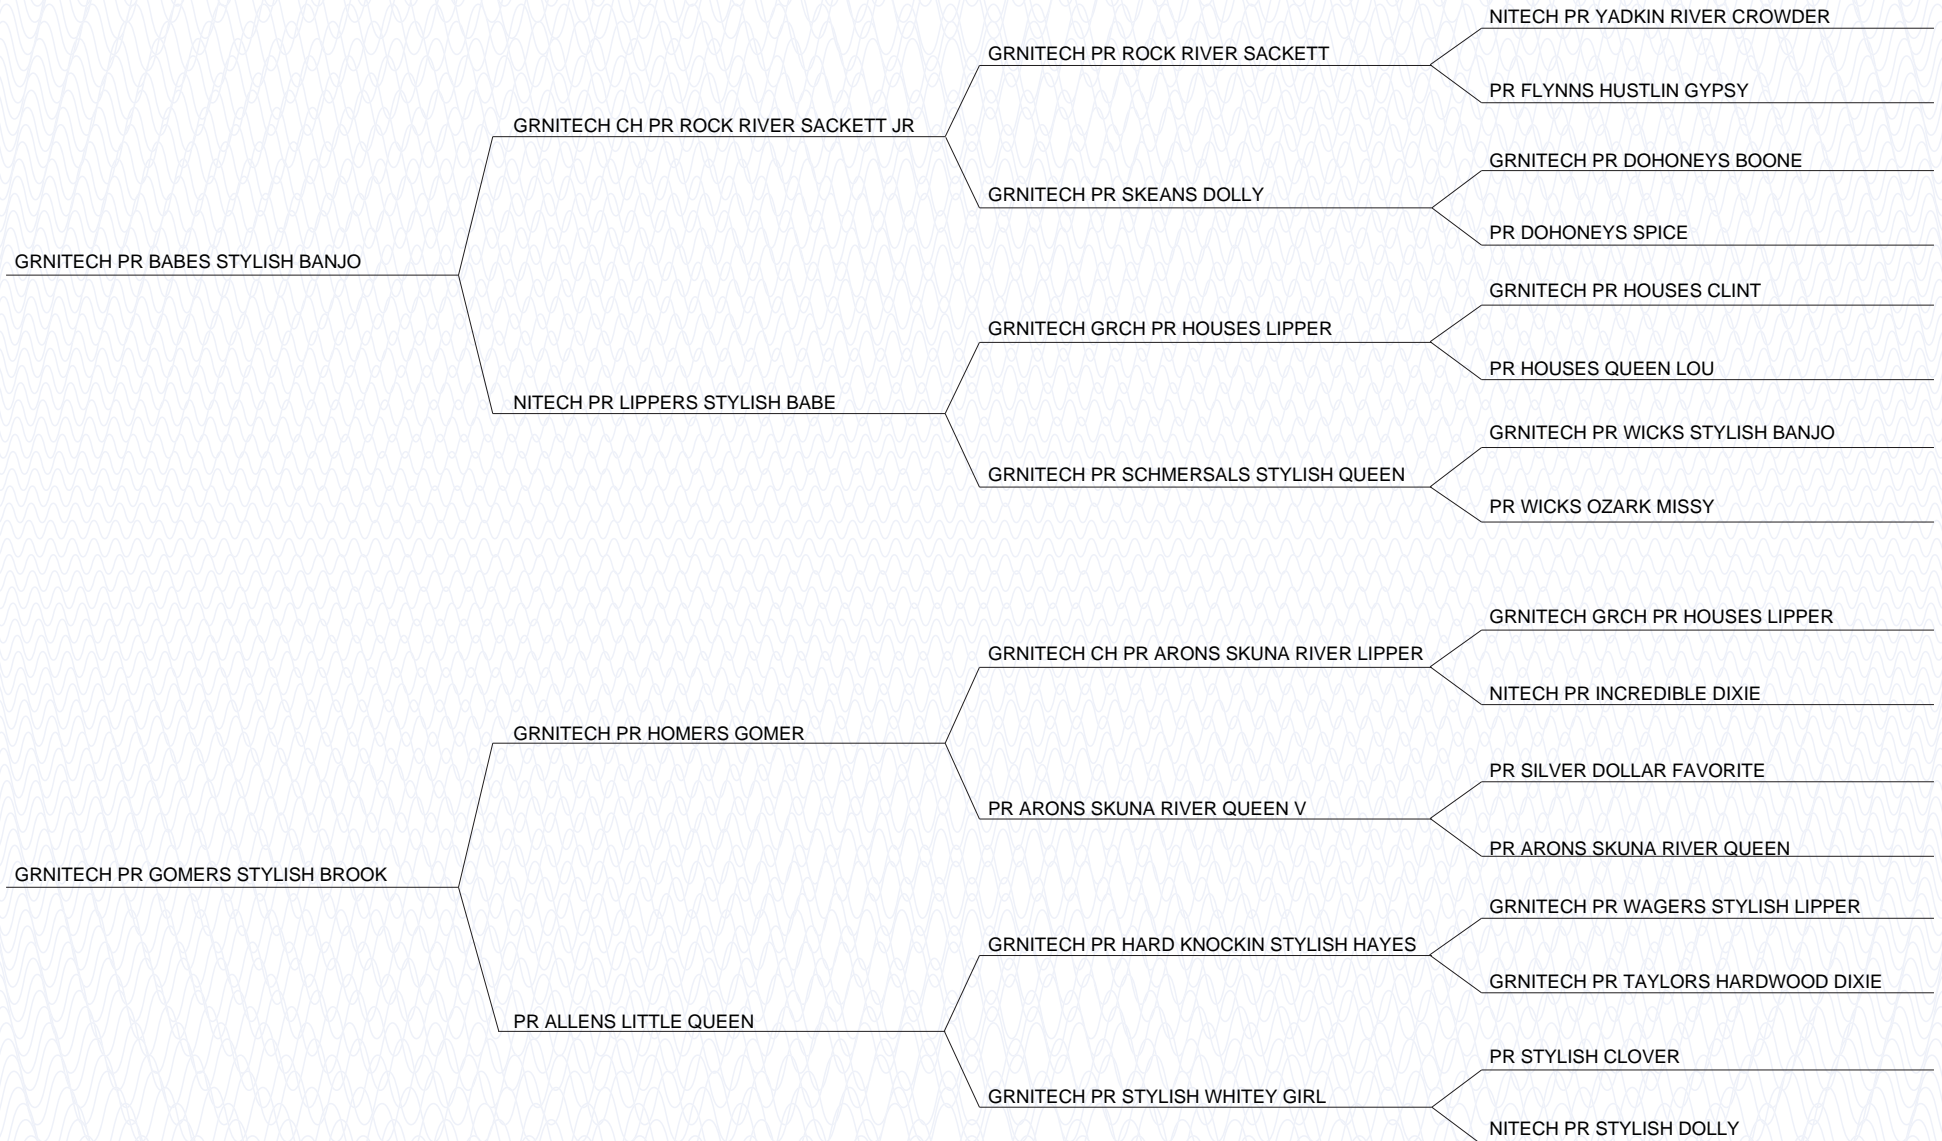 NITECH PR YADKIN RIVER CROWDER
GRNITECH PR ROCK RIVER SACKETT
PR FLYNNS HUSTLIN GYPSY
GRNITECH CH PR ROCK RIVER SACKETT JR
GRNITECH PR DOHONEYS BOONE
GRNITECH PR SKEANS DOLLY
PR DOHONEYS SPICE
GRNITECH PR BABES STYLISH BANJO
GRNITECH PR HOUSES CLINT
GRNITECH GRCH PR HOUSES LIPPER
PR HOUSES QUEEN LOU
NITECH PR LIPPERS STYLISH BABE
GRNITECH PR WICKS STYLISH BANJO
GRNITECH PR SCHMERSALS STYLISH QUEEN
PR WICKS OZARK MISSY
GRNITECH GRCH PR HOUSES LIPPER
GRNITECH CH PR ARONS SKUNA RIVER LIPPER
NITECH PR INCREDIBLE DIXIE
GRNITECH PR HOMERS GOMER
PR SILVER DOLLAR FAVORITE
PR ARONS SKUNA RIVER QUEEN V
PR ARONS SKUNA RIVER QUEEN
GRNITECH PR GOMERS STYLISH BROOK
GRNITECH PR WAGERS STYLISH LIPPER
GRNITECH PR HARD KNOCKIN STYLISH HAYES
GRNITECH PR TAYLORS HARDWOOD DIXIE
PR ALLENS LITTLE QUEEN
PR STYLISH CLOVER
GRNITECH PR STYLISH WHITEY GIRL
NITECH PR STYLISH DOLLY